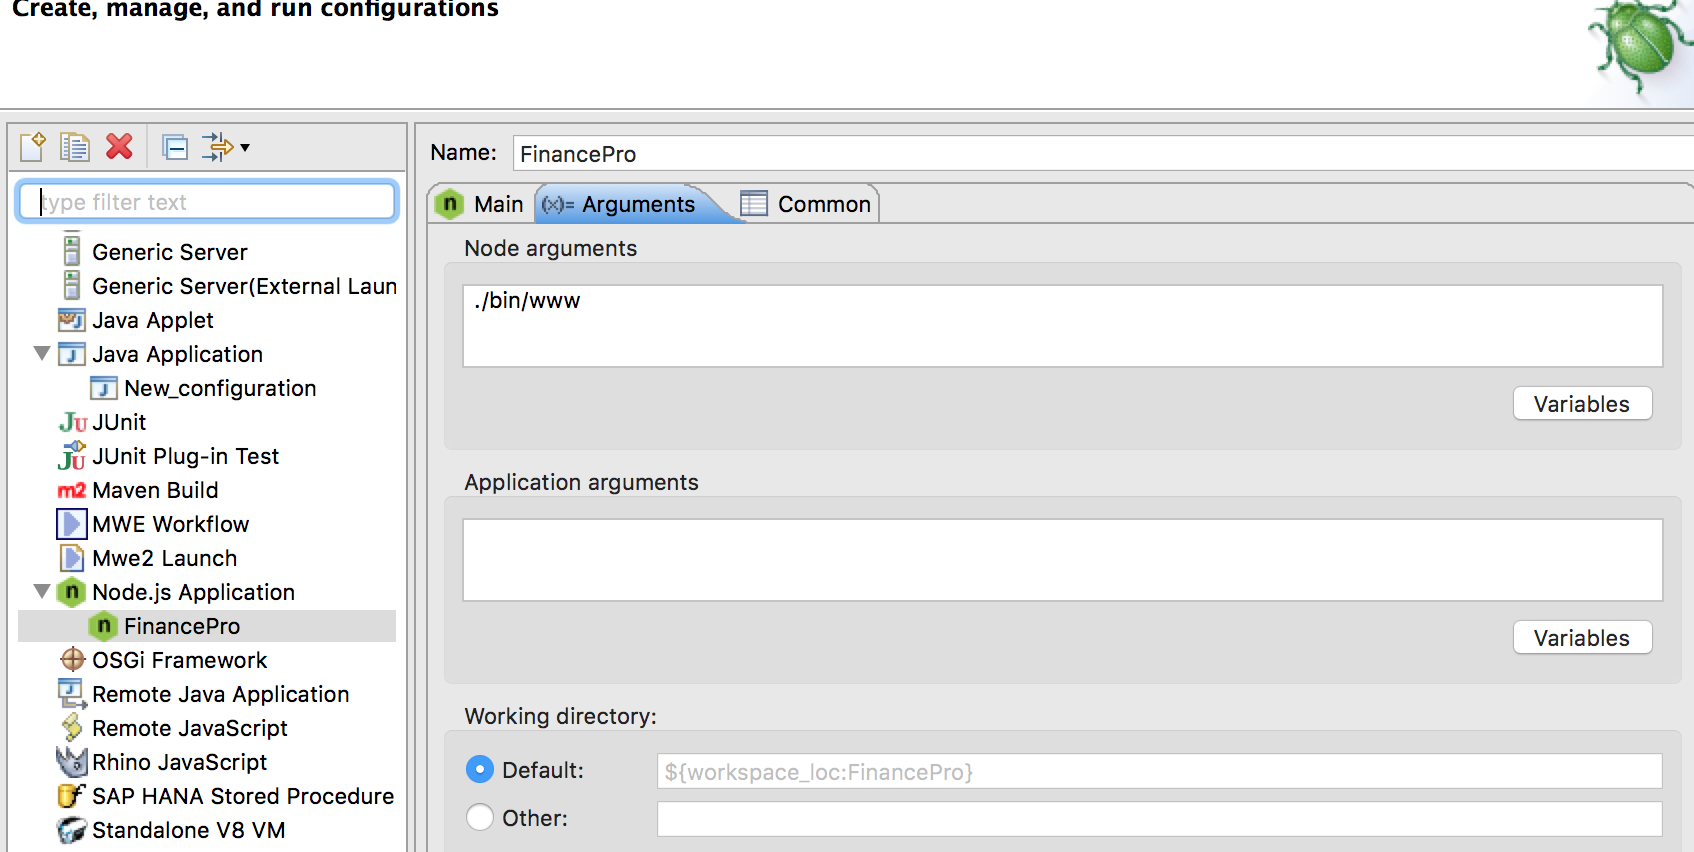 Create, manage, and run configurations
type filter text
Generic Server
Generic Server(External Laun
Java Applet
Java Application
New_configuration
JUnit
JUnit Plug-in Test
Maven Build
MWE Workflow
Mwe2 Launch
Node.js Application
FinancePro
OSGi Framework
Remote Java Application
Remote JavaScript
Rhino JavaScript
SAP HANA Stored Procedure
Standalone V8 VM
Name: FinancePro
Main (x)= Arguments Common
Node arguments
./bin/www
Variables
Application arguments
Variables
Working directory:
Default: ${workspace_loc:FinancePro}
Other: